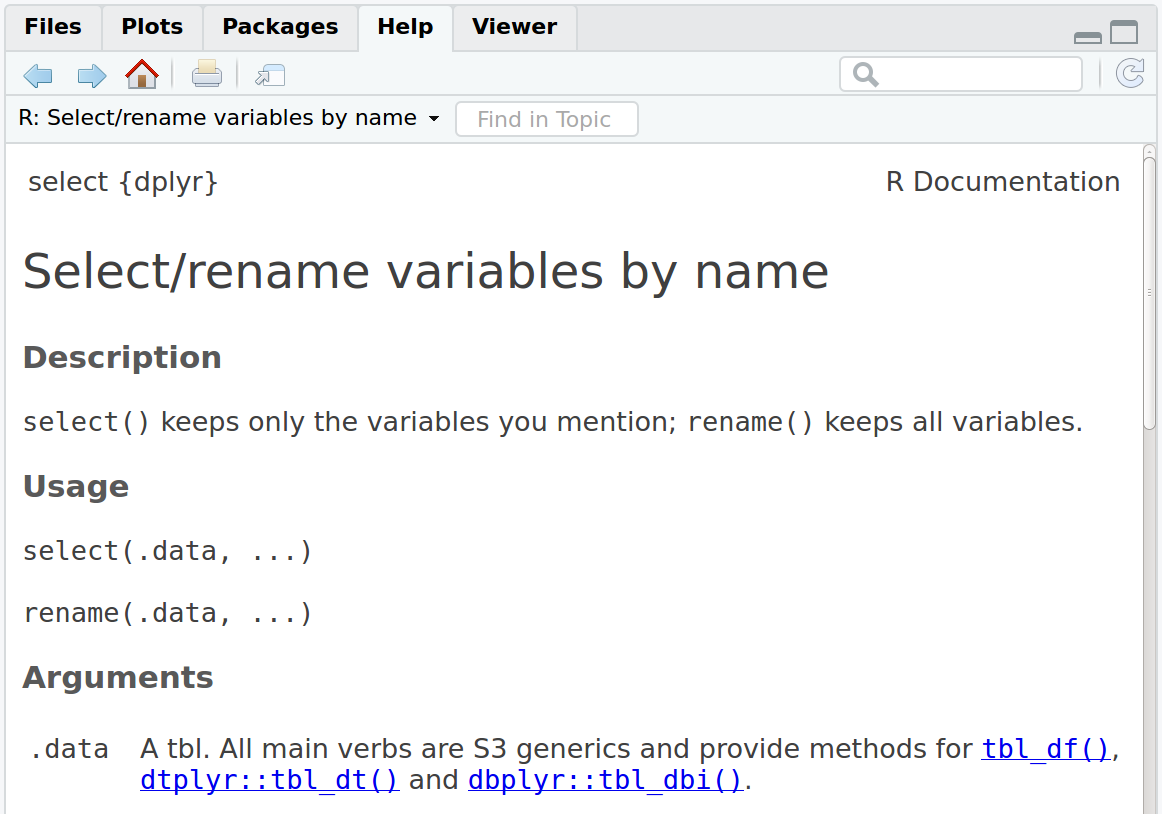 Files Plots Packages Help Viewer
R: Select/rename variables by name Find in Topic
select {dplyr} R Documentation
Select/rename variables by name
Description
select() keeps only the variables you mention; rename() keeps all variables.
Usage
select(.data, ...)
rename(.data, ...)
Arguments
.data A tbl. All main verbs are S3 generics and provide methods for tbl_df(),
dtplyr::tbl_dt() and dbplyr::tbl_dbi().